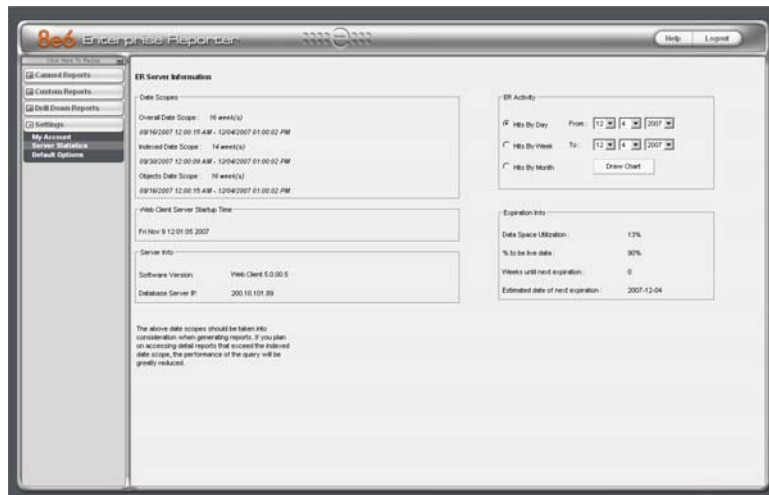 8e6 Enterprise Reporter
Help
Logout
Click Here To Pause
Canned Reports
Custom Reports
Drill Down Reports
Settings
My Account
Server Statistics
Default Options
ER Server Information
Date Scopes
Overall Date Scope : 16 week(s)
08/16/2007 12:00:15 AM - 12/04/2007 01:00:02 PM
Indexed Date Scope : 14 week(s)
08/30/2007 12:00:09 AM - 12/04/2007 01:00:02 PM
Objects Date Scope : 16 week(s)
08/16/2007 12:00:15 AM - 12/04/2007 01:00:02 PM
Web Client Server Startup Time
Fri Nov 9 12:01:05 2007
Server Info
Software Version: Web Client 5.0.00.5
Database Server IP: 200.10.101.89
The above date scopes should be taken into
consideration when generating reports. If you plan
on accessing detail reports that exceed the indexed
date scope, the performance of the query will be
greatly reduced.
ER Activity
Hits By Day From : 12 4 2007
Hits By Week To : 12 4 2007
Hits By Month Draw Chart
Expiration Info
Data Space Utilization : 13%
% to be live data : 90%
Weeks until next expiration : 0
Estimated date of next expiration : 2007-12-04